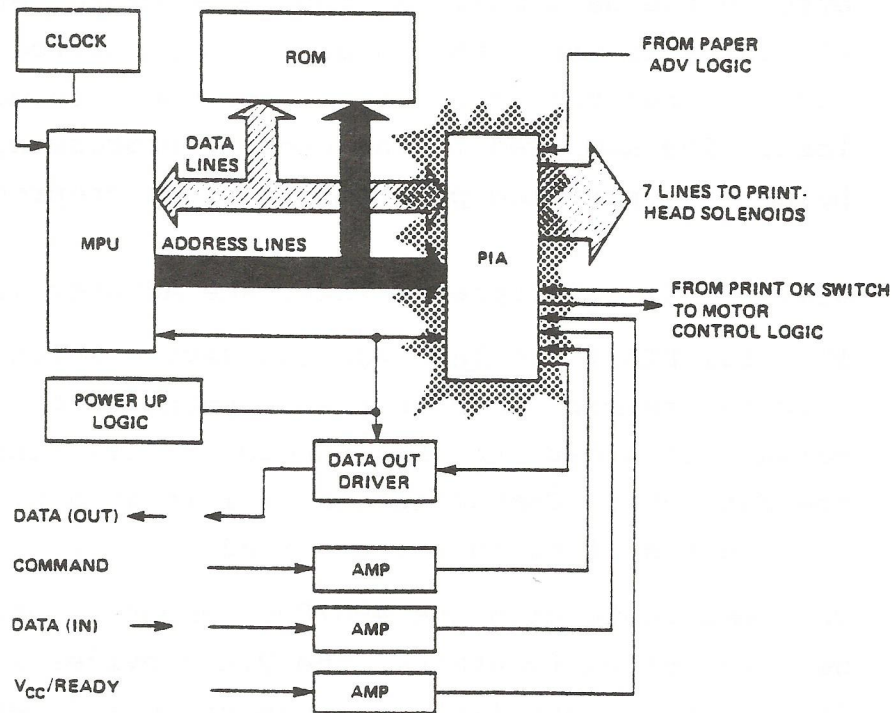 CLOCK
ROM
FROM PAPER
ADV LOGIC
DATA
LINES
7 LINES TO PRINT-
HEAD SOLENOIDS
MPU
ADDRESS LINES
PIA
FROM PRINT OK SWITCH
TO MOTOR
CONTROL LOGIC
POWER UP
LOGIC
DATA OUT
DRIVER
DATA (OUT)
COMMAND
AMP
DATA (IN)
AMP
VCC/READY
AMP